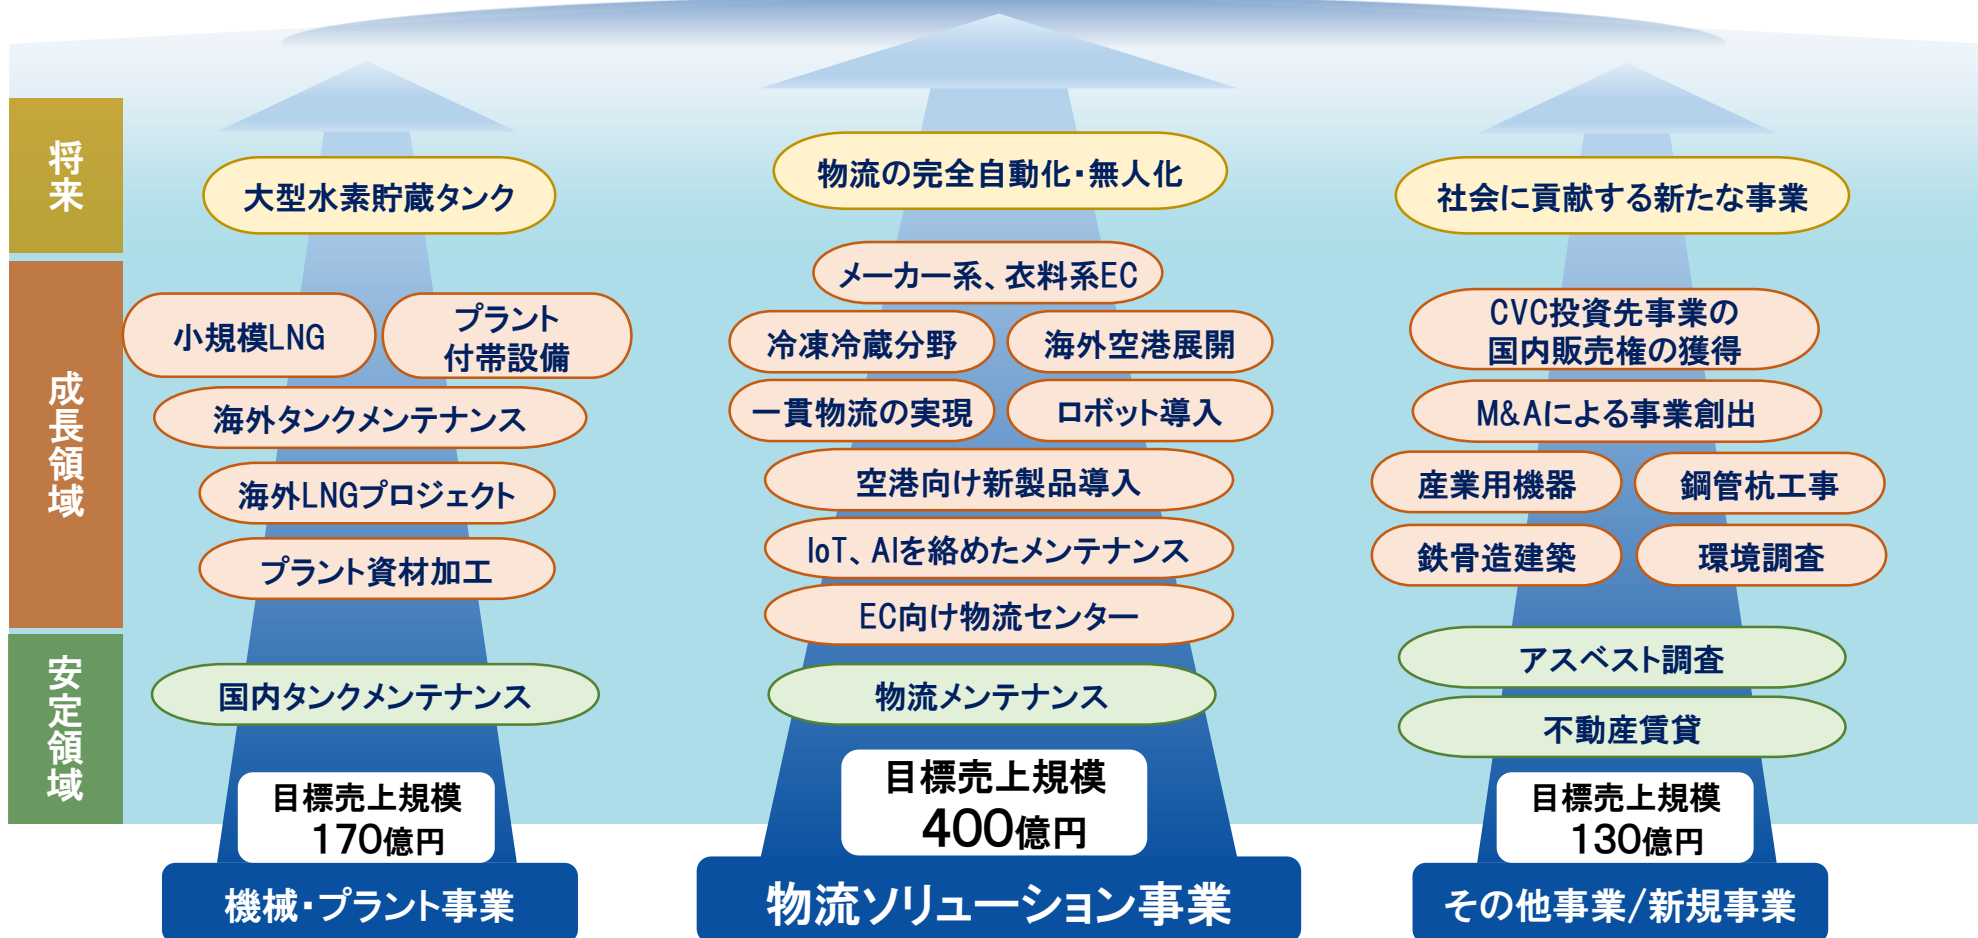 将来
大型水素貯蔵タンク
物流の完全自動化・無人化
社会に貢献する新たな事業
成長領域
小規模LNG
プラント
付帯設備
海外タンクメンテナンス
海外LNGプロジェクト
プラント資材加工
メーカー系、衣料系EC
冷凍冷蔵分野
海外空港展開
一貫物流の実現
ロボット導入
空港向け新製品導入
IoT、AIを絡めたメンテナンス
EC向け物流センター
CVC投資先事業の
国内販売権の獲得
M&Aによる事業創出
産業用機器
鋼管杭工事
鉄骨造建築
環境調査
安定領域
国内タンクメンテナンス
物流メンテナンス
アスベスト調査
不動産賃貸
目標売上規模
170億円
目標売上規模
400億円
目標売上規模
130億円
機械・プラント事業
物流ソリューション事業
その他事業/新規事業